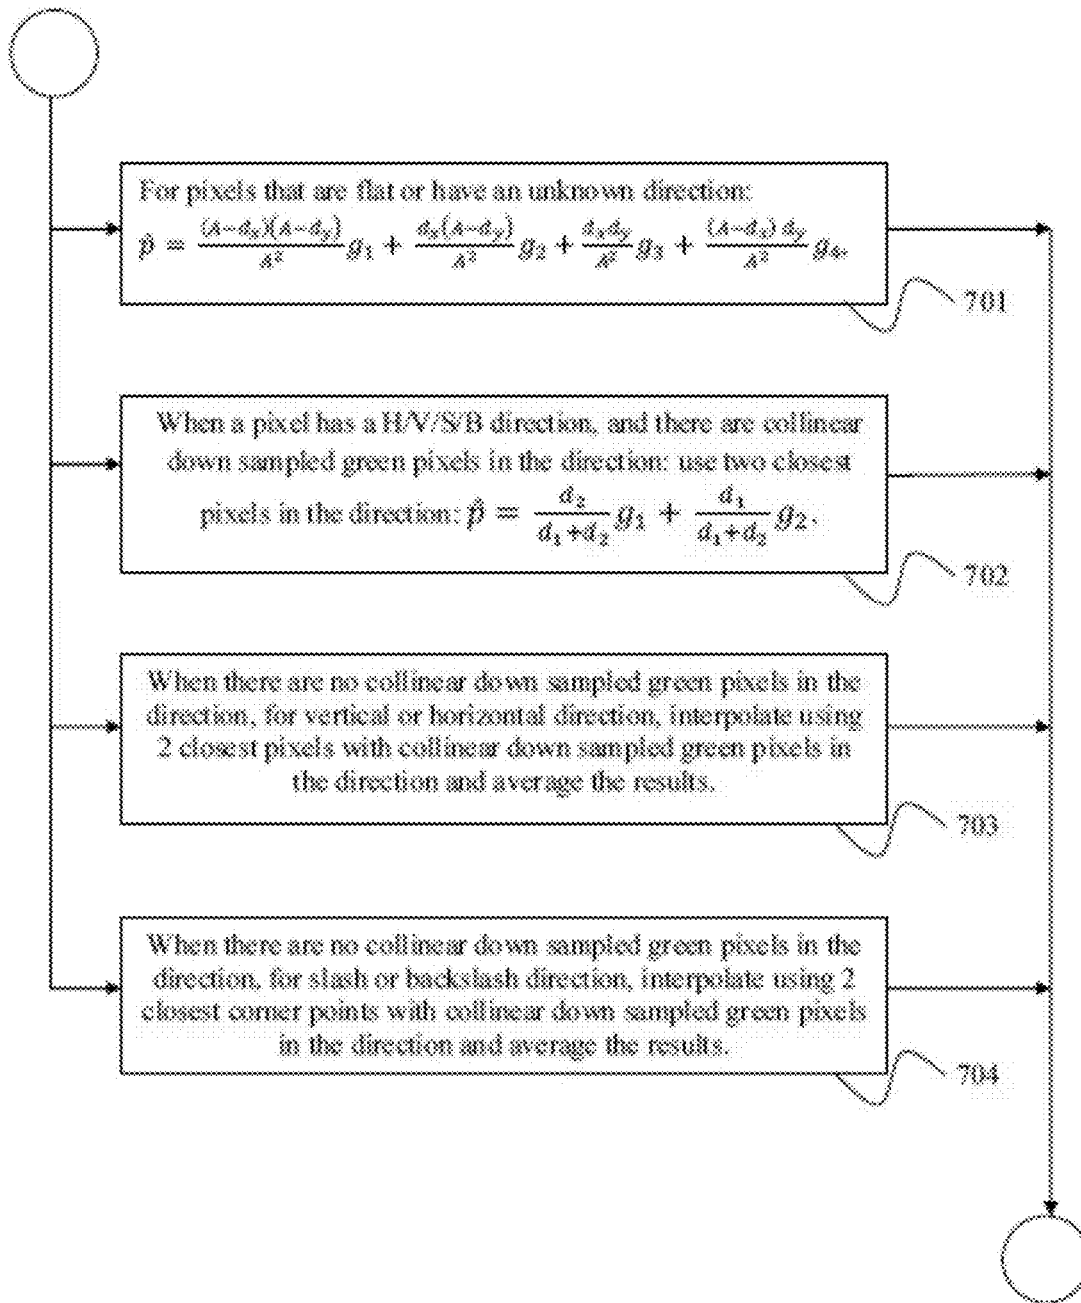 For pixels that are flat or have an unknown direction:
p̂ = (A−dₓ)(A−d_y)/A² g₁ + dₓ(A−d_y)/A² g₂ + dₓd_y/A² g₃ + (A−dₓ) d_y/A² g₄.
701
When a pixel has a H/V/S/B direction, and there are collinear
down sampled green pixels in the direction: use two closest
pixels in the direction: p̂ = d₂/(d₁+d₂) g₁ + d₁/(d₁+d₂) g₂.
702
When there are no collinear down sampled green pixels in the
direction, for vertical or horizontal direction, interpolate using
2 closest pixels with collinear down sampled green pixels in
the direction and average the results.
703
When there are no collinear down sampled green pixels in the
direction, for slash or backslash direction, interpolate using 2
closest corner points with collinear down sampled green pixels
in the direction and average the results.
704